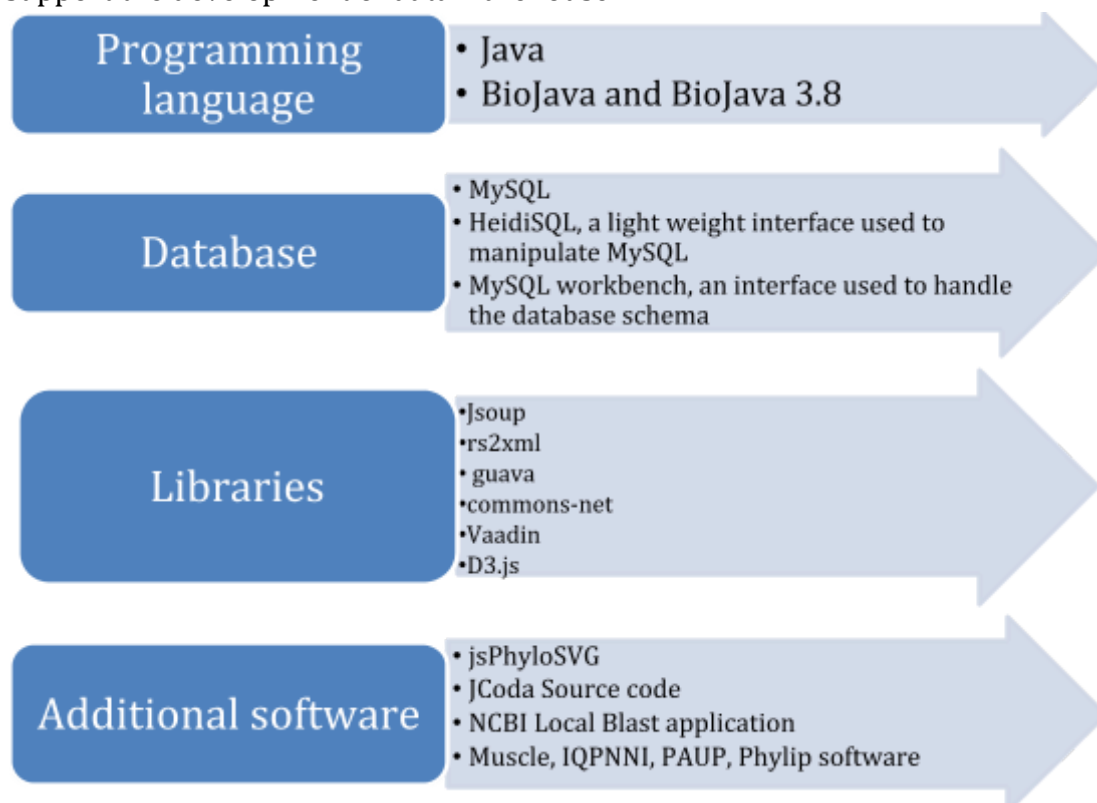 Programming
language
• Java
• BioJava and BioJava 3.8
Database
• MySQL
• HeidiSQL, a light weight interface used to
manipulate MySQL
• MySQL workbench, an interface used to handle
the database schema
Libraries
•Jsoup
•rs2xml
• guava
•commons-net
•Vaadin
•D3.js
Additional software
• jsPhyloSVG
• JCoda Source code
• NCBI Local Blast application
• Muscle, IQPNNI, PAUP, Phylip software